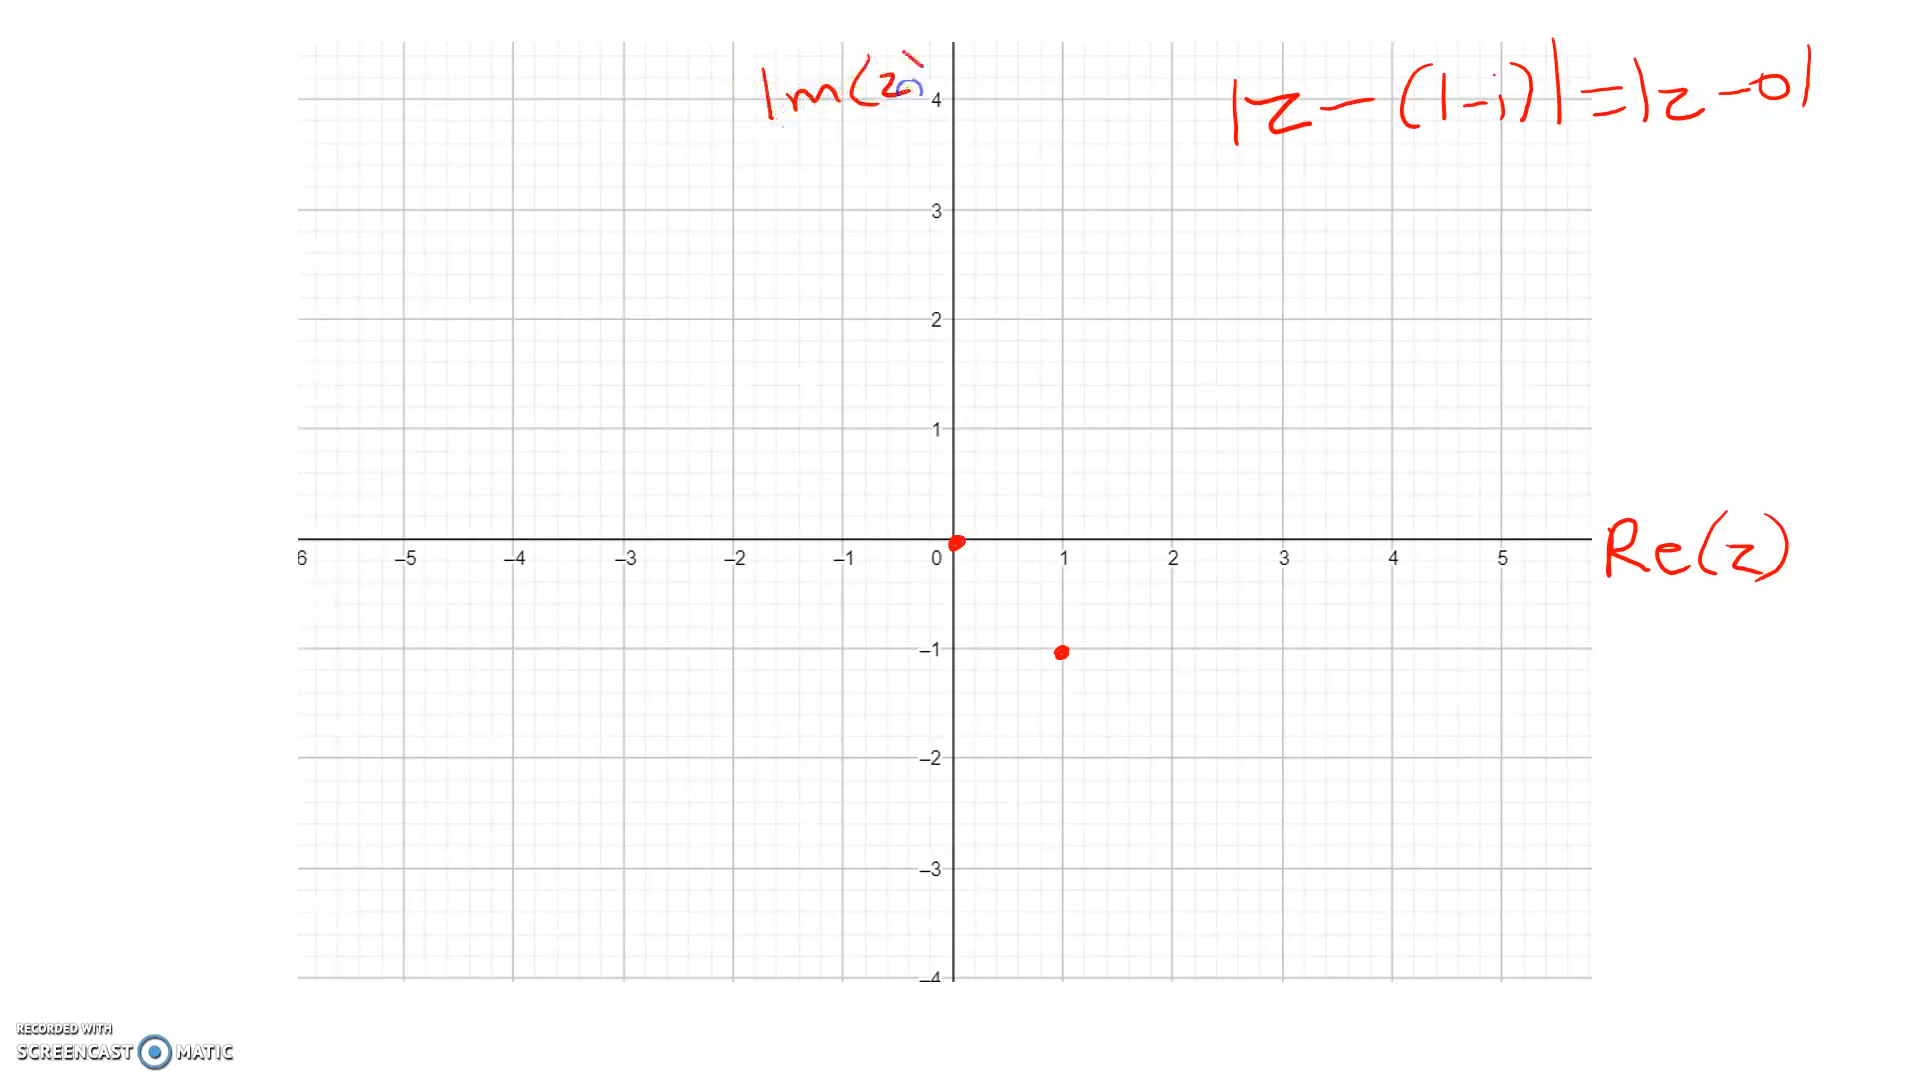 Im(z)
|z-(1-i)|=|z-0|
4
3
2
1
6 –5 –4 –3 –2 –1 0 1 2 3 4 5
Re(z)
–1
–2
–3
–4
RECORDED WITH
SCREENCAST MATIC